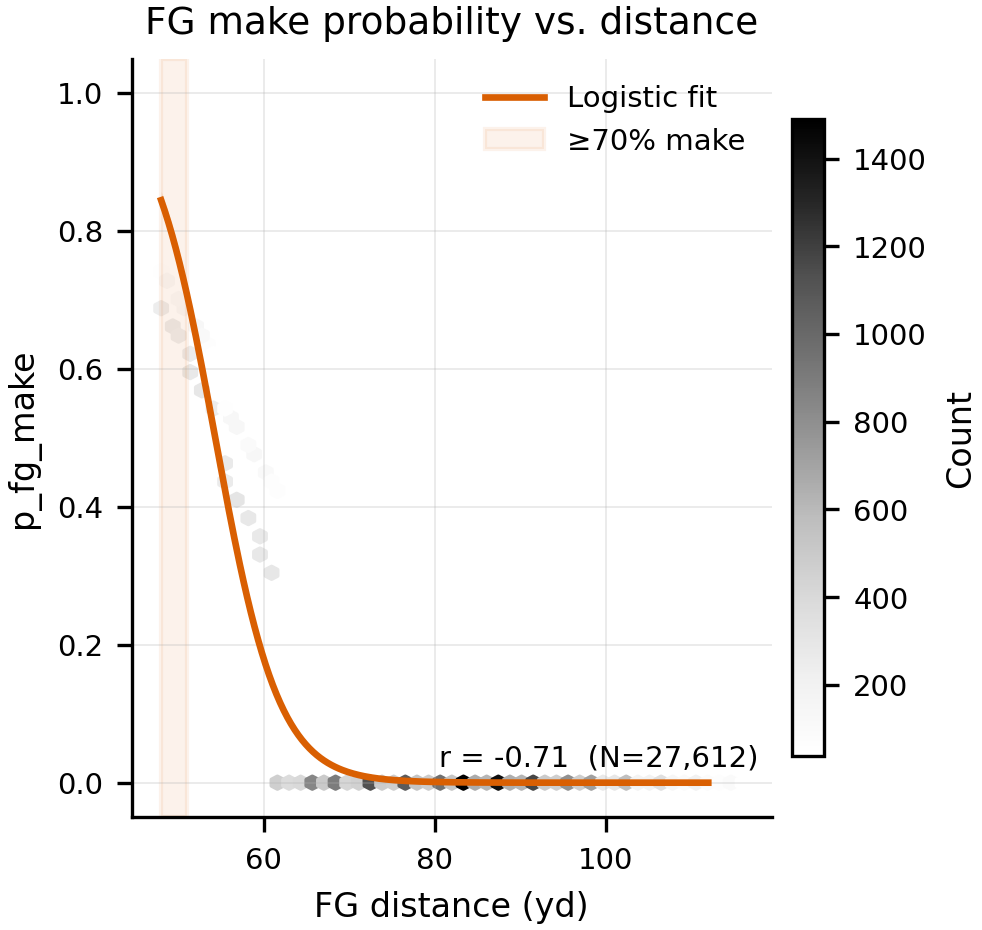 FG make probability vs. distance
Logistic fit
≥70% make
1.0
0.8
0.6
0.4
0.2
0.0
p_fg_make
r = -0.71 (N=27,612)
60
80
100
FG distance (yd)
1400
1200
1000
800
600
400
200
Count